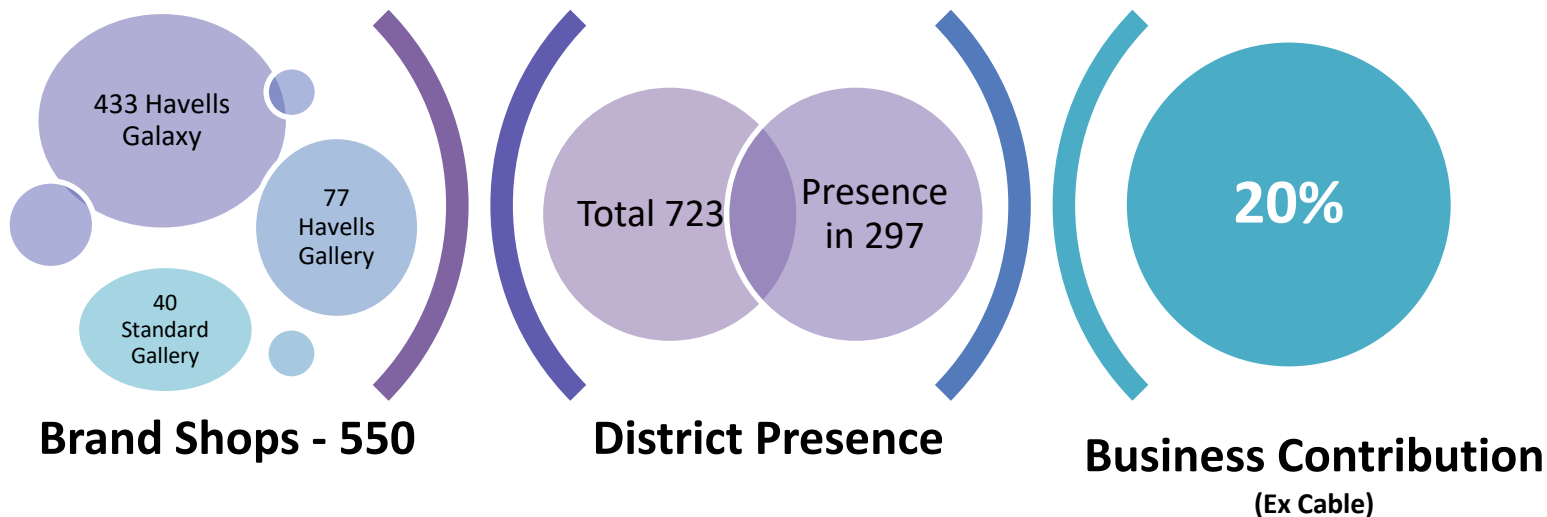 433 Havells
Galaxy
77
Havells
Gallery
40
Standard
Gallery
Brand Shops - 550
Total 723
Presence
in 297
District Presence
20%
Business Contribution
(Ex Cable)